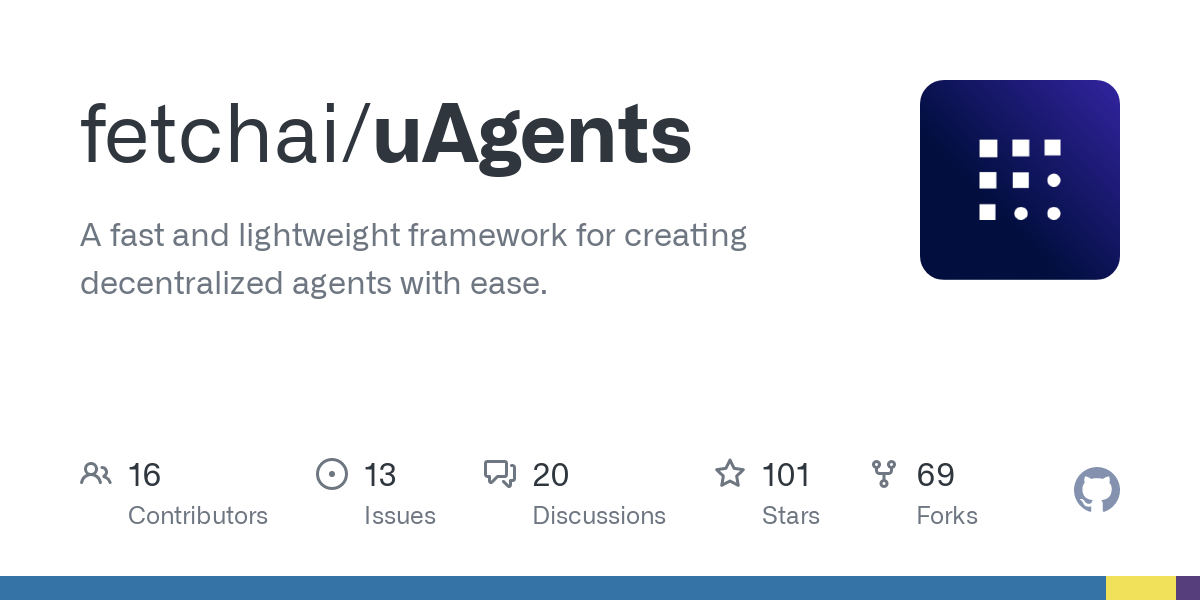 fetchai/uAgents
A fast and lightweight framework for creating
decentralized agents with ease.
16 13 20 101 69
Contributors Issues Discussions Stars Forks